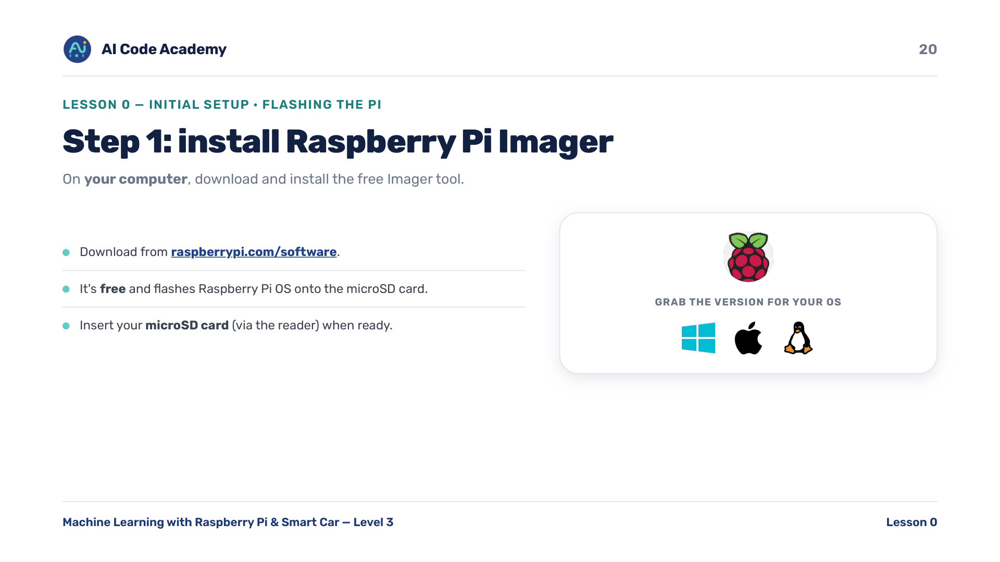 AI Code Academy
20
LESSON 0 — INITIAL SETUP • FLASHING THE PI
Step 1: install Raspberry Pi Imager
On your computer, download and install the free Imager tool.
Download from raspberrypi.com/software.
It's free and flashes Raspberry Pi OS onto the microSD card.
Insert your microSD card (via the reader) when ready.
GRAB THE VERSION FOR YOUR OS
Machine Learning with Raspberry Pi & Smart Car — Level 3
Lesson 0